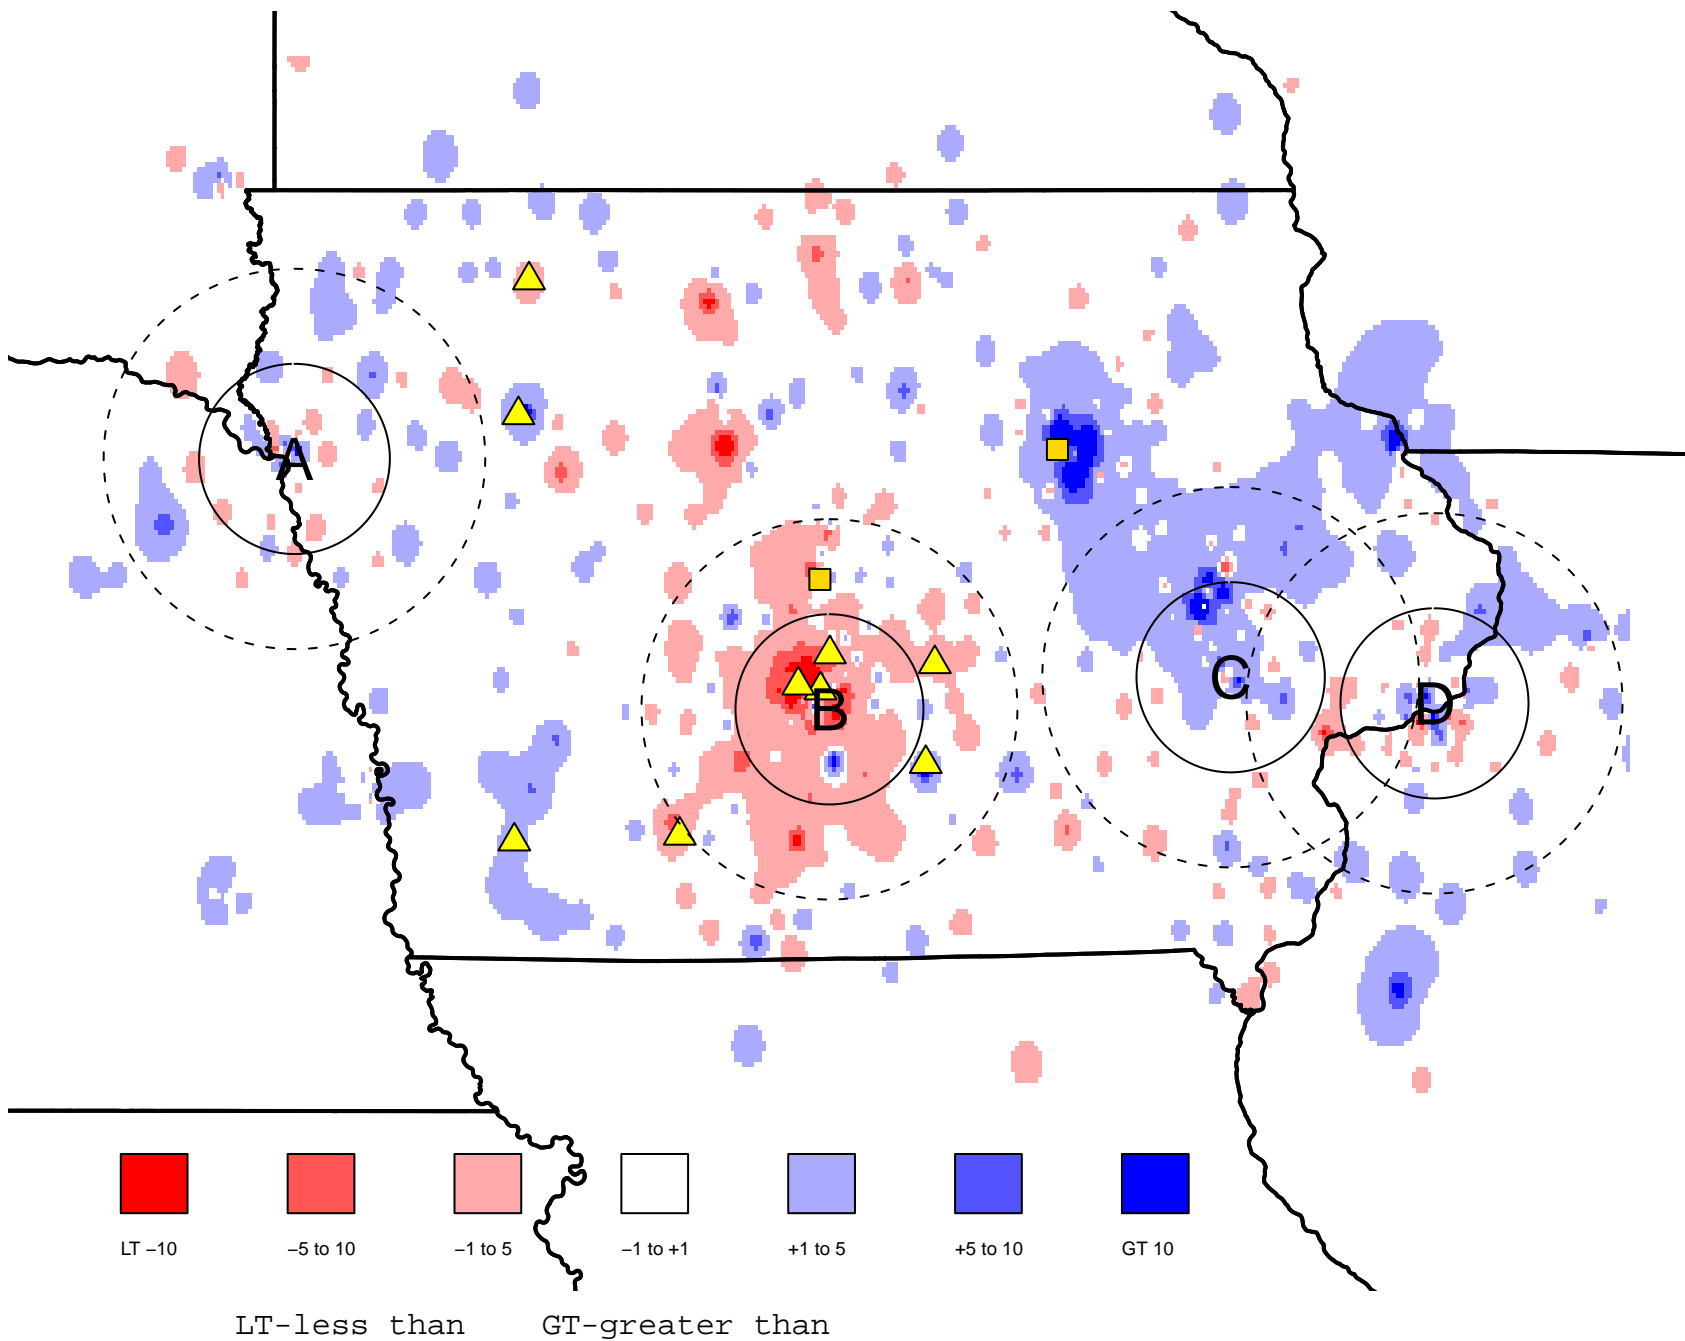 A
B
C
D
LT −10
−5 to 10
−1 to 5
−1 to +1
+1 to 5
+5 to 10
GT 10
LT-less than GT-greater than